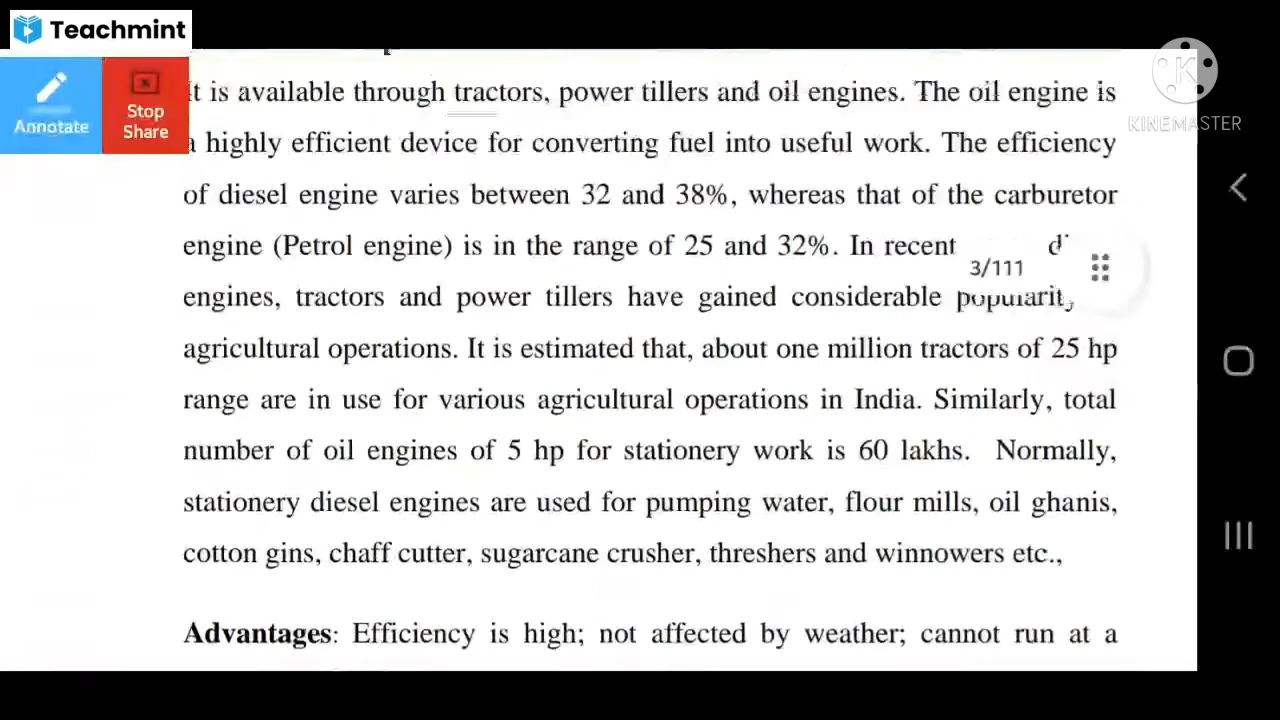 Teachmint
Annotate
Stop
Share
KINEMASTER
It is available through tractors, power tillers and oil engines. The oil engine is
a highly efficient device for converting fuel into useful work. The efficiency
of diesel engine varies between 32 and 38%, whereas that of the carburetor
engine (Petrol engine) is in the range of 25 and 32%. In recent
3/111
engines, tractors and power tillers have gained considerable popularity
agricultural operations. It is estimated that, about one million tractors of 25 hp
range are in use for various agricultural operations in India. Similarly, total
number of oil engines of 5 hp for stationery work is 60 lakhs. Normally,
stationery diesel engines are used for pumping water, flour mills, oil ghanis,
cotton gins, chaff cutter, sugarcane crusher, threshers and winnowers etc.,
Advantages: Efficiency is high; not affected by weather; cannot run at a